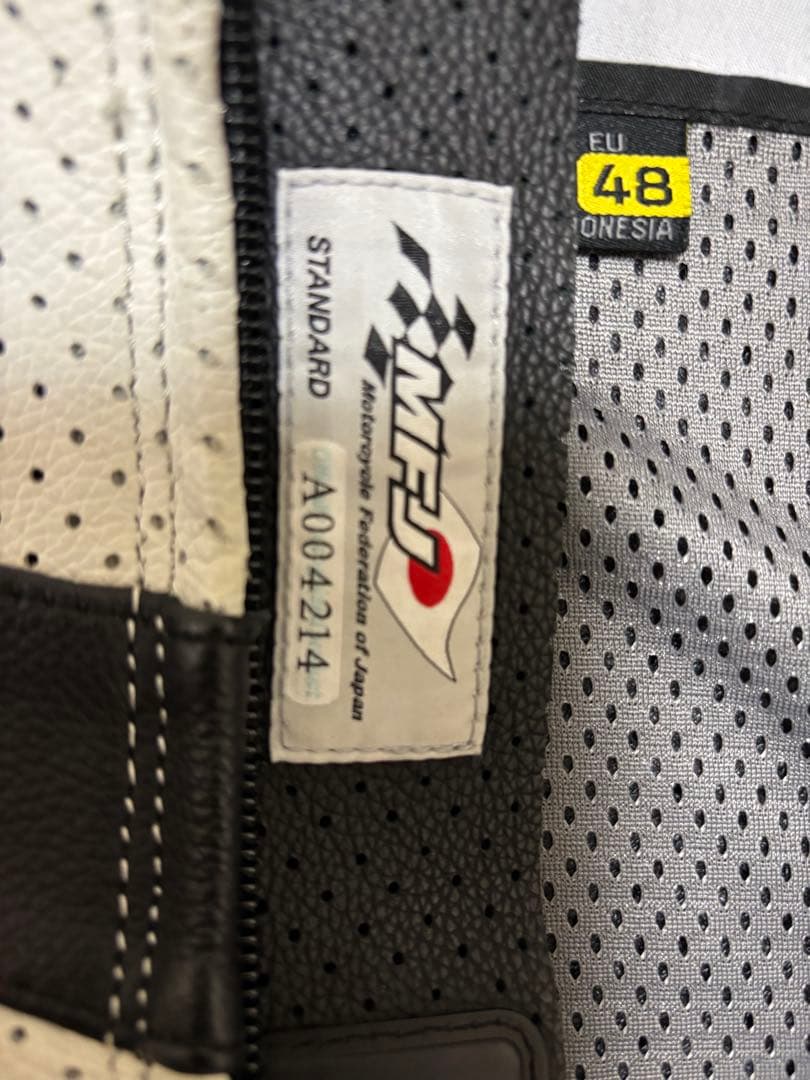 MFJ
Motorcycle Federation of Japan
STANDARD
A004214
EU
48
ONESIA